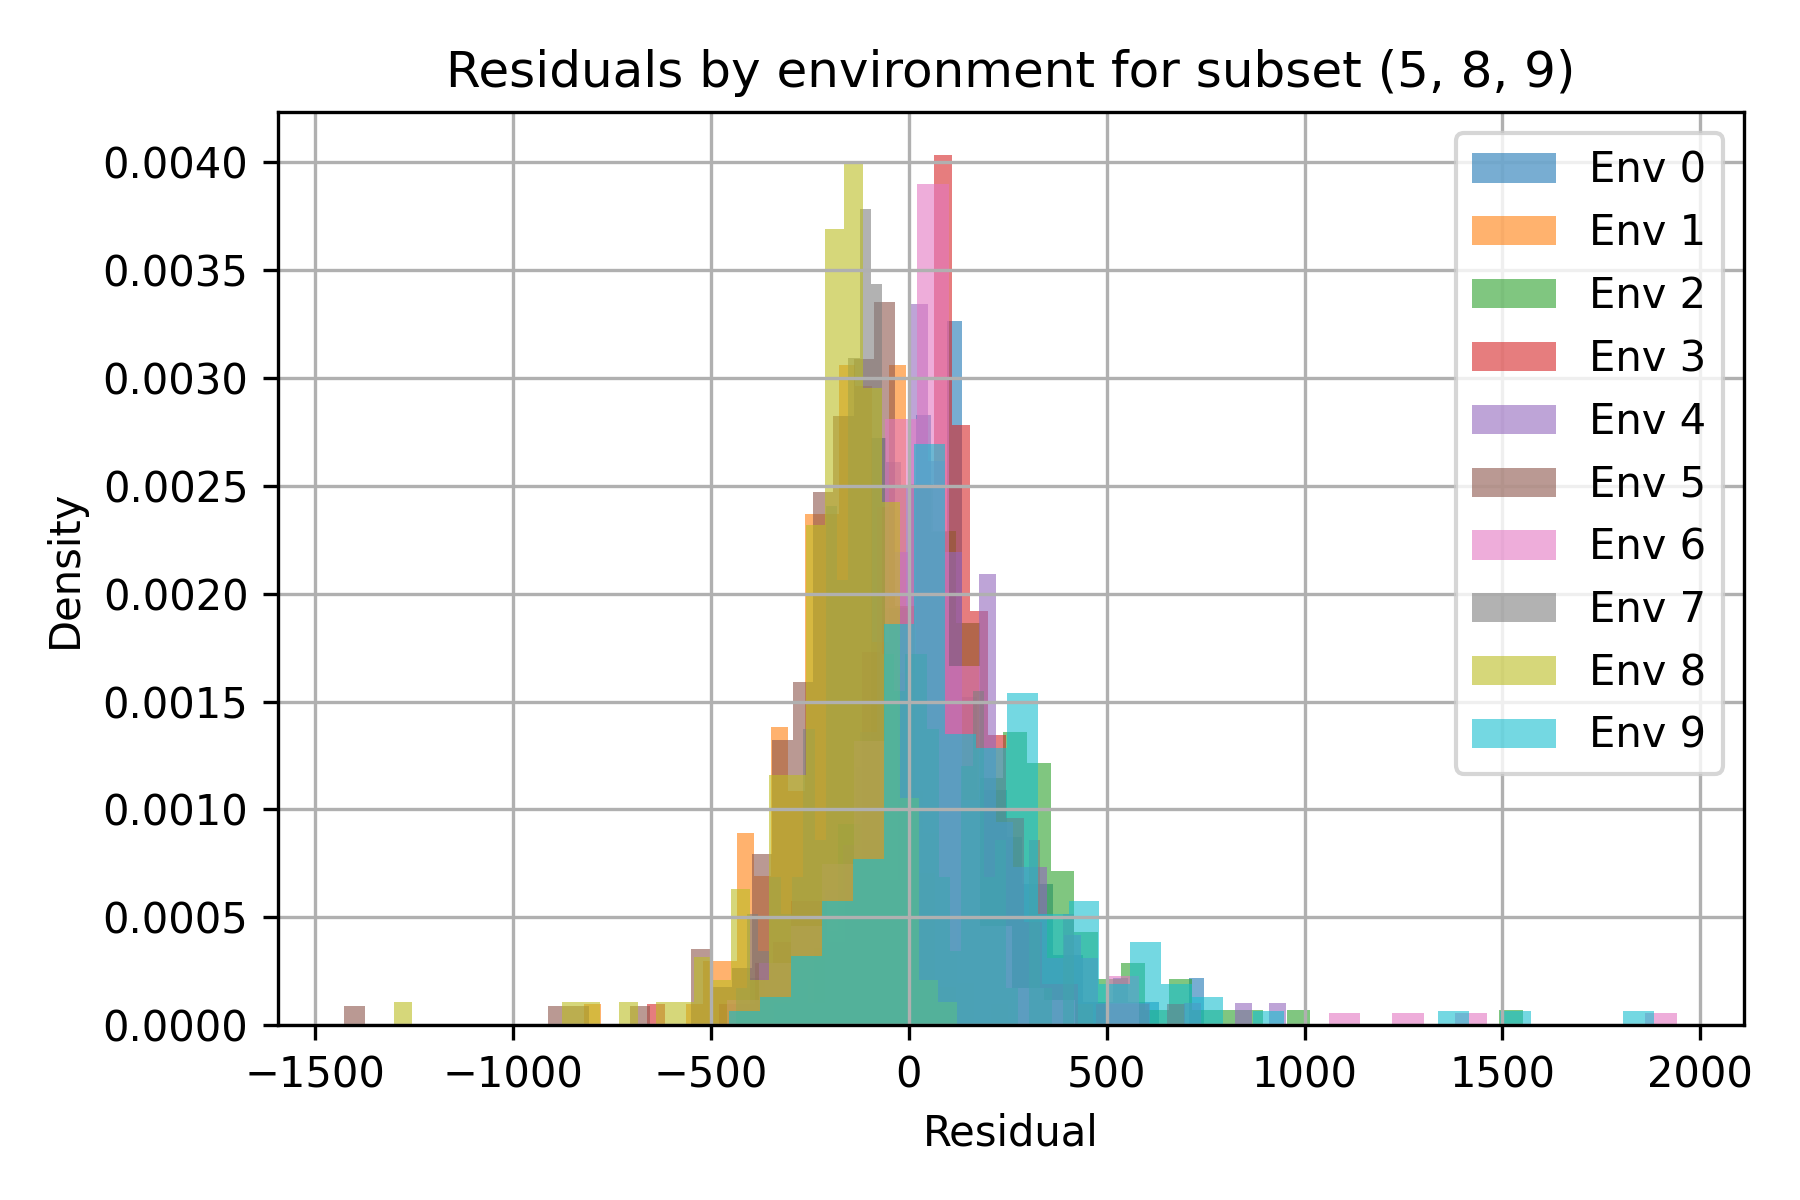 Residuals by environment for subset (5, 8, 9)
0.0040
0.0035
0.0030
0.0025
0.0020
0.0015
0.0010
0.0005
0.0000
Density
Env 0
Env 1
Env 2
Env 3
Env 4
Env 5
Env 6
Env 7
Env 8
Env 9
−1500 −1000 −500 0 500 1000 1500 2000
Residual